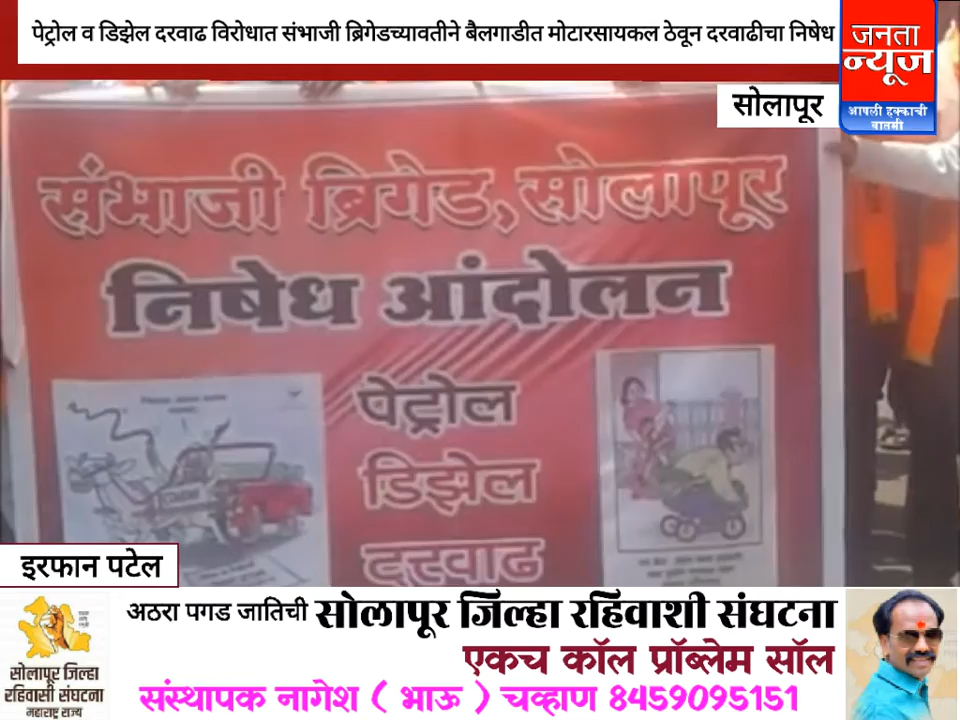 पेट्रोल व डिझेल दरवाढ विरोधात संभाजी ब्रिगेडच्यावतीने बैलगाडीत मोटारसायकल ठेवून दरवाढीचा निषेध
जनता
न्यूज
आपली हक्काची
बातमी
सोलापूर
संभाजी ब्रिगेड, सोलापूर
निषेध आंदोलन
पेट्रोल
डिझेल
दरवाढ
इरफान पटेल
अठरा पगड जातिची सोलापूर जिल्हा रहिवाशी संघटना
एकच कॉल प्रॉब्लेम सॉल
संस्थापक नागेश ( भाऊ ) चव्हाण 8459095151
सोलापूर जिल्हा
रहिवासी संघटना
महाराष्ट्र राज्य